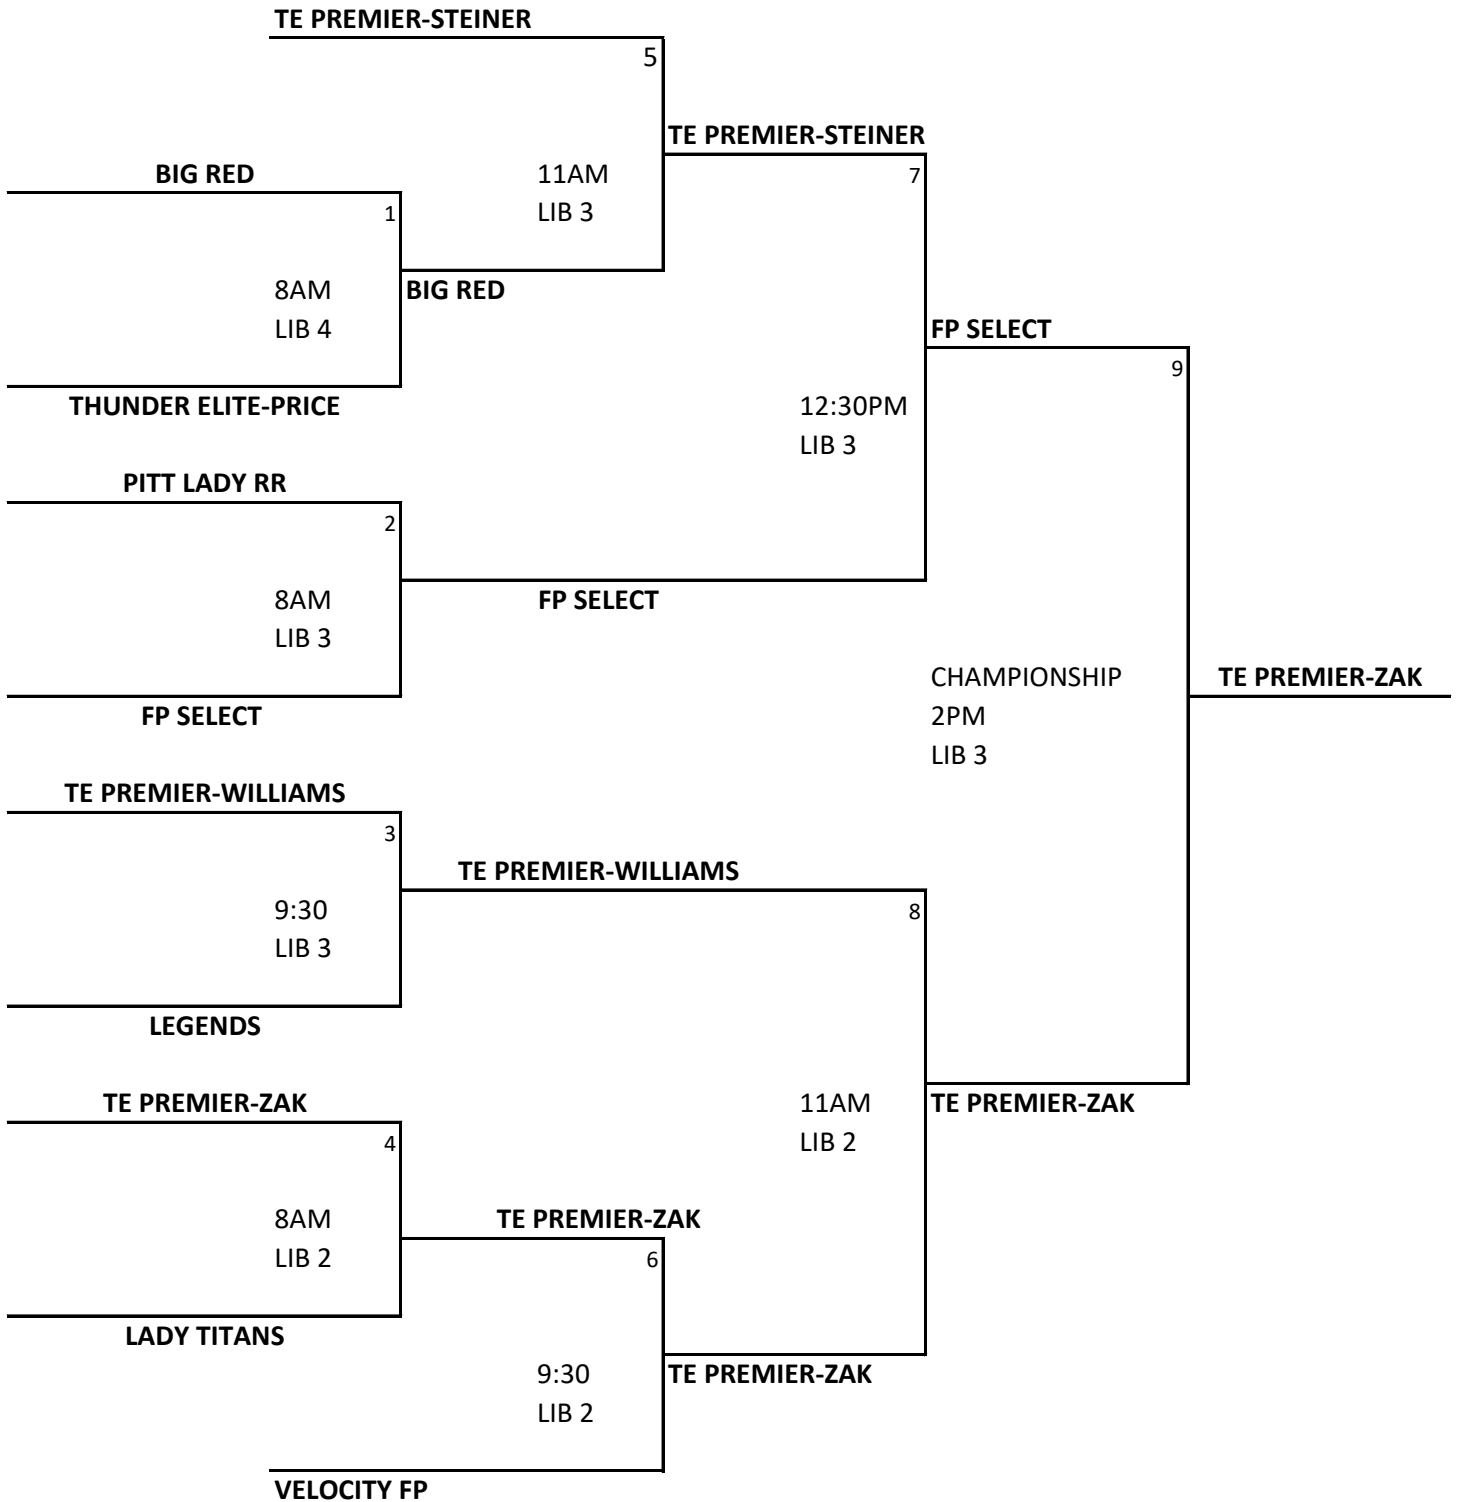 TE PREMIER-STEINER
5
TE PREMIER-STEINER
BIG RED
11AM
7
LIB 3
1
8AM
BIG RED
LIB 4
FP SELECT
9
THUNDER ELITE-PRICE
12:30PM
LIB 3
PITT LADY RR
2
8AM
FP SELECT
LIB 3
CHAMPIONSHIP
TE PREMIER-ZAK
FP SELECT
2PM
LIB 3
TE PREMIER-WILLIAMS
3
TE PREMIER-WILLIAMS
9:30
8
LIB 3
LEGENDS
TE PREMIER-ZAK
11AM
TE PREMIER-ZAK
4
LIB 2
8AM
TE PREMIER-ZAK
LIB 2
6
LADY TITANS
9:30
TE PREMIER-ZAK
LIB 2
VELOCITY FP